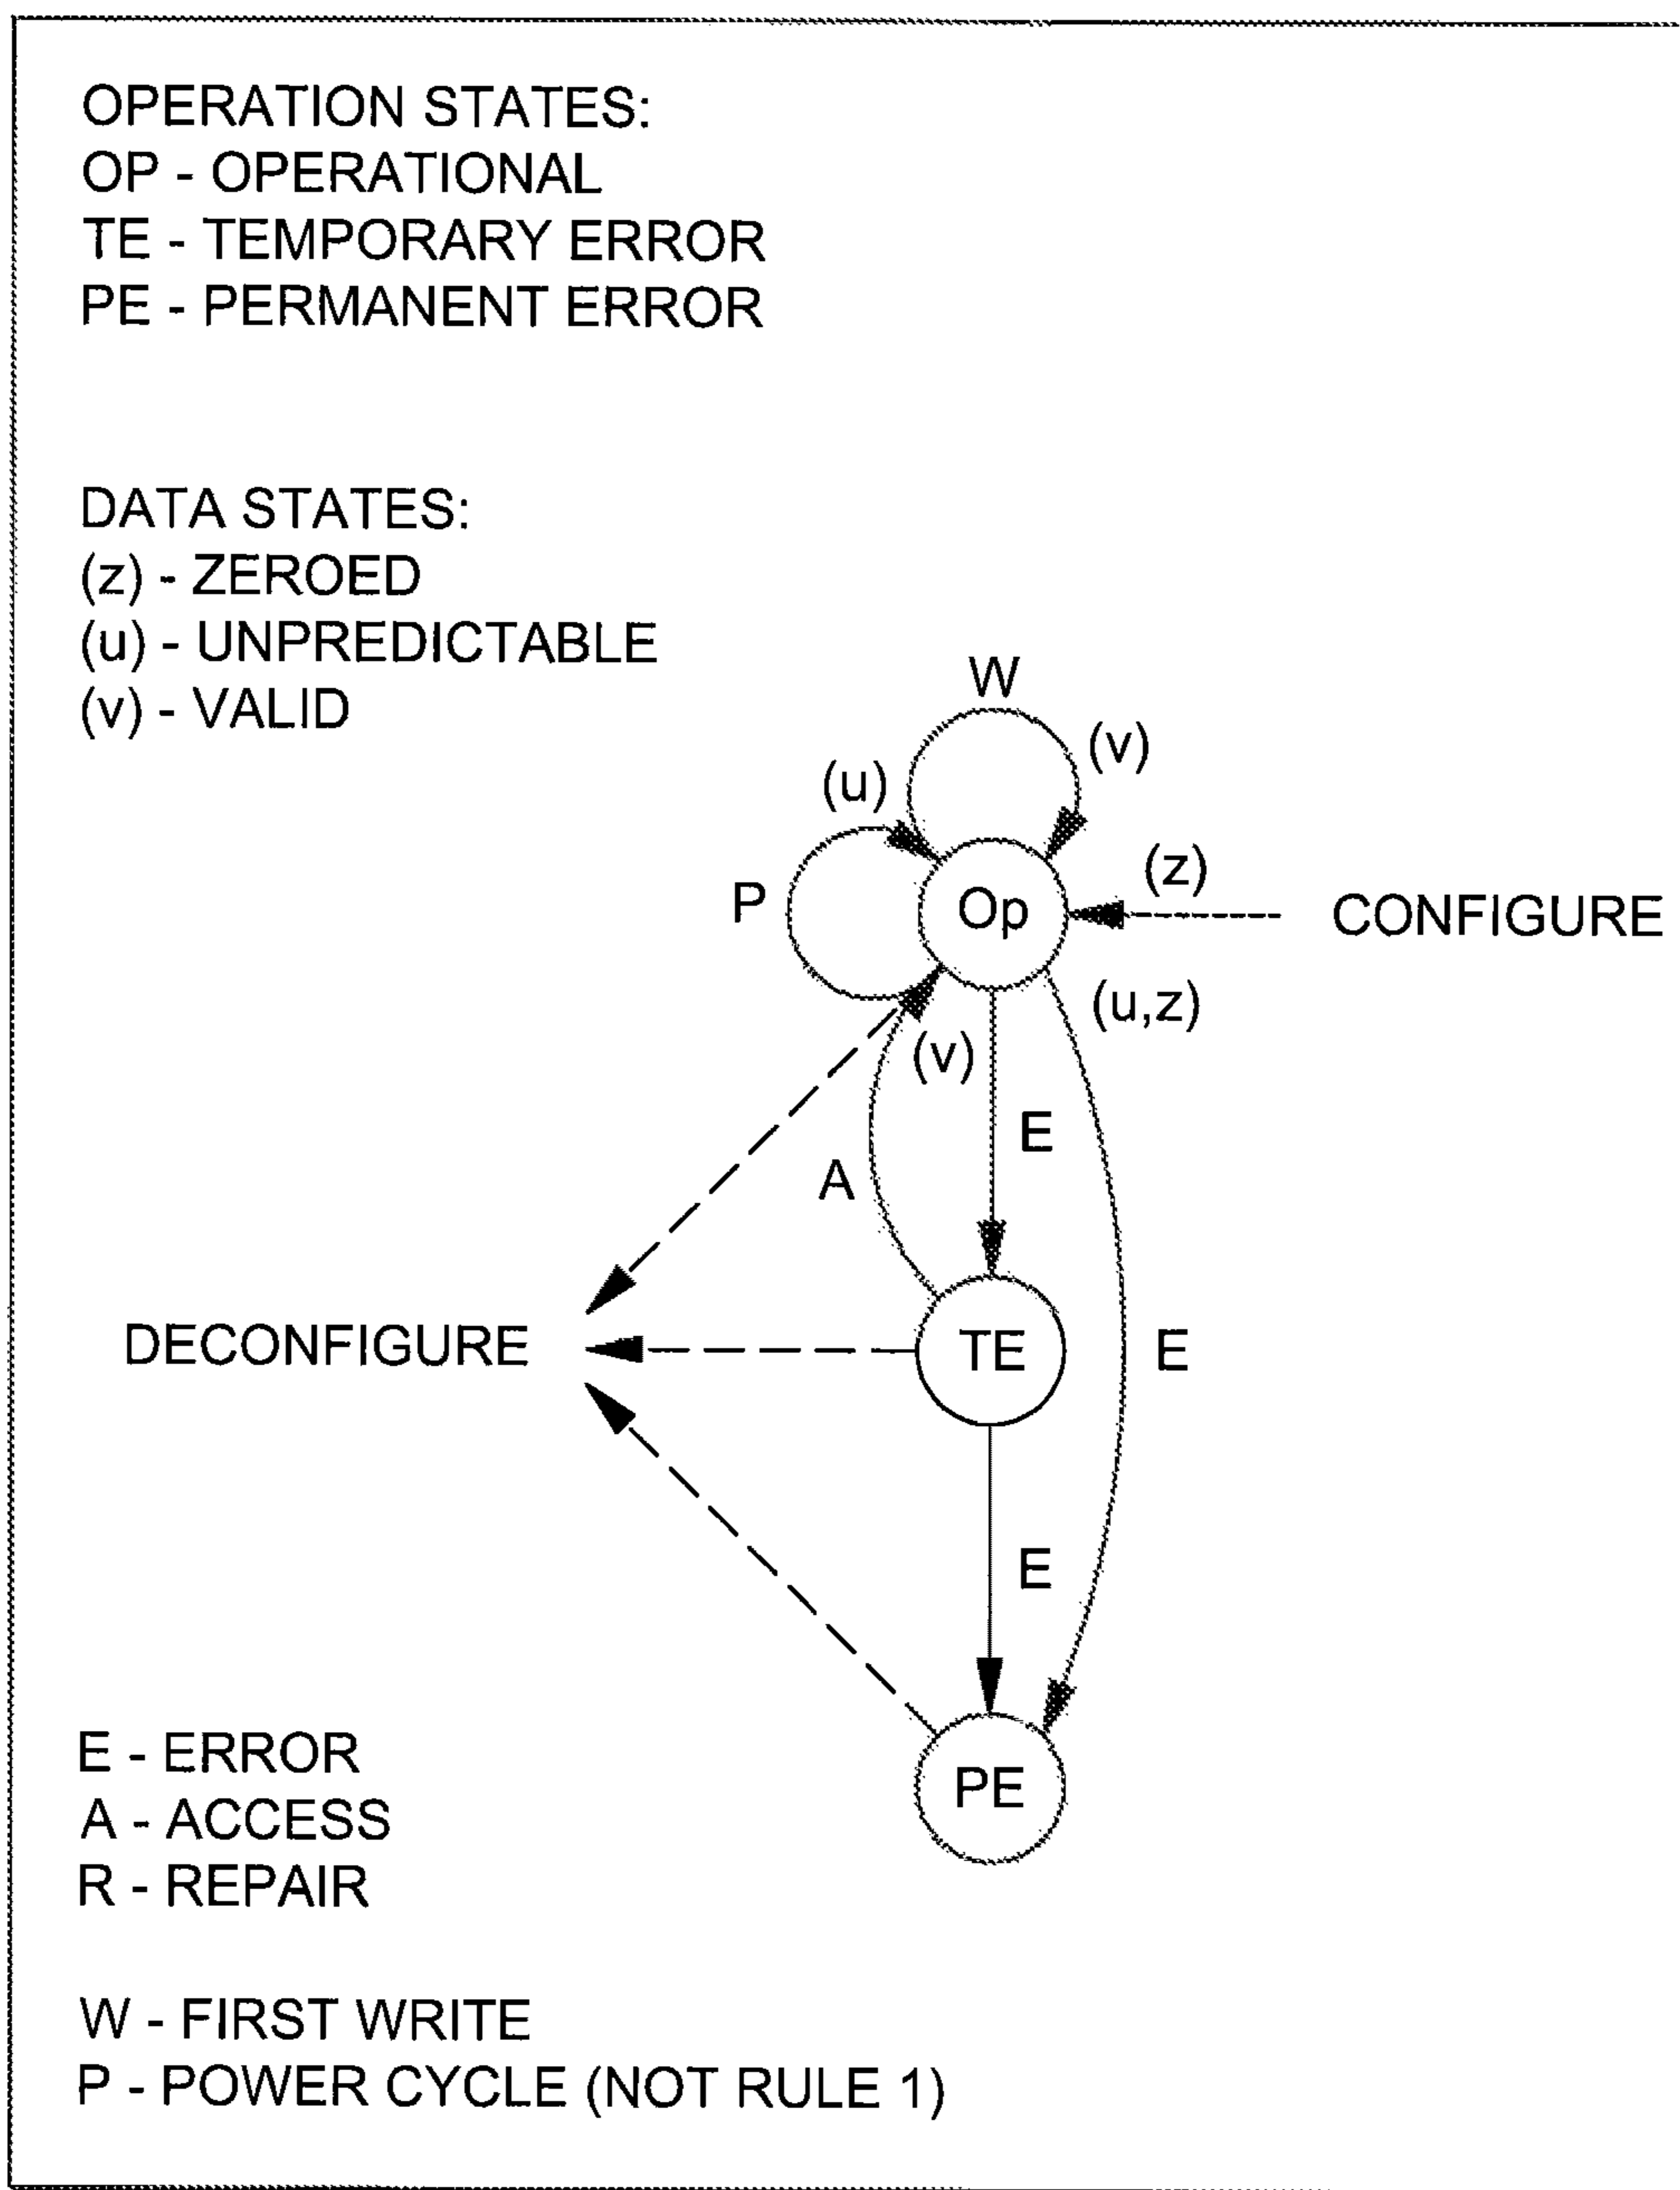 OPERATION STATES:
OP - OPERATIONAL
TE - TEMPORARY ERROR
PE - PERMANENT ERROR
DATA STATES:
(z) - ZEROED
(u) - UNPREDICTABLE
(v) - VALID
W
(v)
(u)
(z)
P
Op
CONFIGURE
(u,z)
(v)
E
A
DECONFIGURE
TE
E
E
PE
E - ERROR
A - ACCESS
R - REPAIR
W - FIRST WRITE
P - POWER CYCLE (NOT RULE 1)